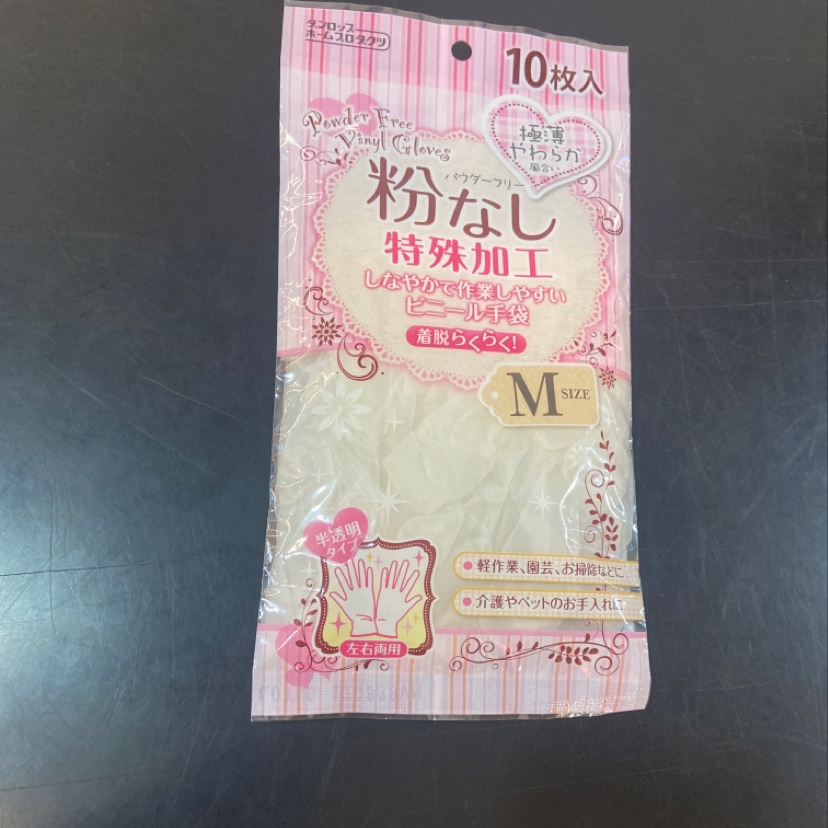 ダンロップ
ホームプロダクツ
10枚入
Powder Free
Vinyl Gloves
極薄
やわらか
風合い
パウダーフリー
粉なし
特殊加工
しなやかで作業しやすい
ビニール手袋
着脱らくらく!
M SIZE
半透明
タイプ
左右両用
軽作業、園芸、お掃除などに
介護やペットのお手入れに